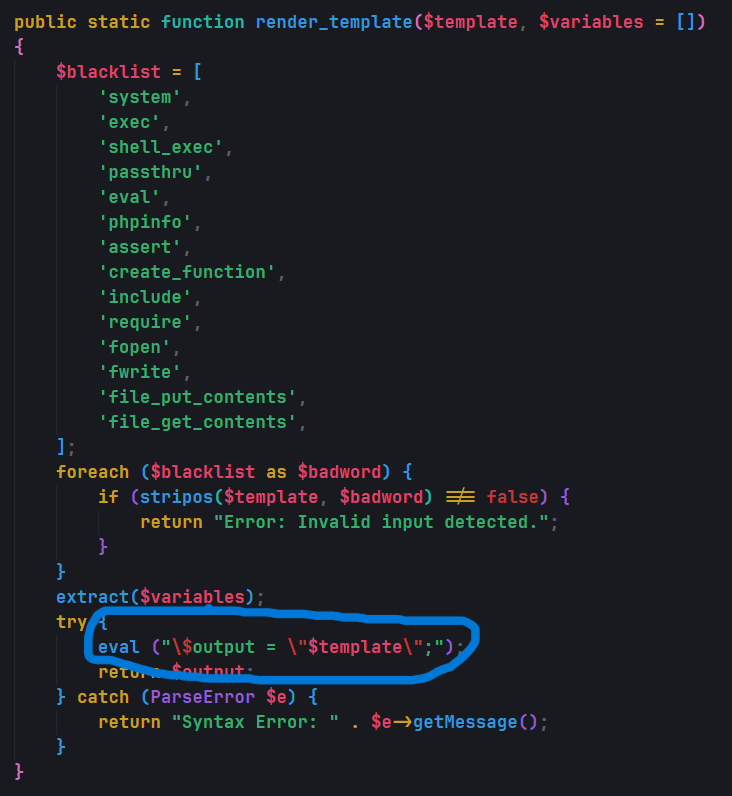 public static function render_template($template, $variables = [])
{
    $blacklist = [
        'system',
        'exec',
        'shell_exec',
        'passthru',
        'eval',
        'phpinfo',
        'assert',
        'create_function',
        'include',
        'require',
        'fopen',
        'fwrite',
        'file_put_contents',
        'file_get_contents',
    ];
    foreach ($blacklist as $badword) {
        if (stripos($template, $badword) !== false) {
            return "Error: Invalid input detected.";
        }
    }
    extract($variables);
    try {
        eval ("\$output = \"$template\";");
        return $output;
    } catch (ParseError $e) {
        return "Syntax Error: " . $e->getMessage();
    }
}